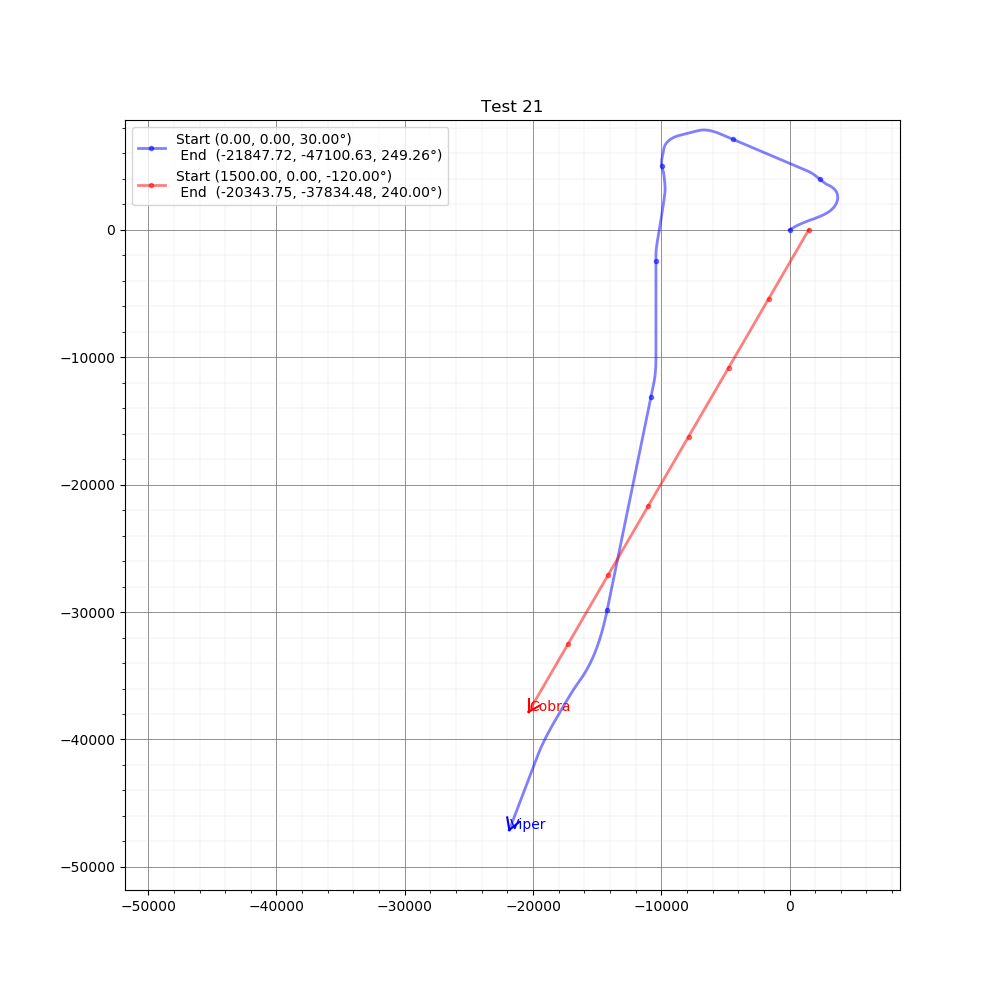 Test 21
Start (0.00, 0.00, 30.00°)
End (-21847.72, -47100.63, 249.26°)
Start (1500.00, 0.00, -120.00°)
End (-20343.75, -37834.48, 240.00°)
0
−10000
−20000
−30000
−40000
−50000
Cobra
Viper
−50000 −40000 −30000 −20000 −10000 0